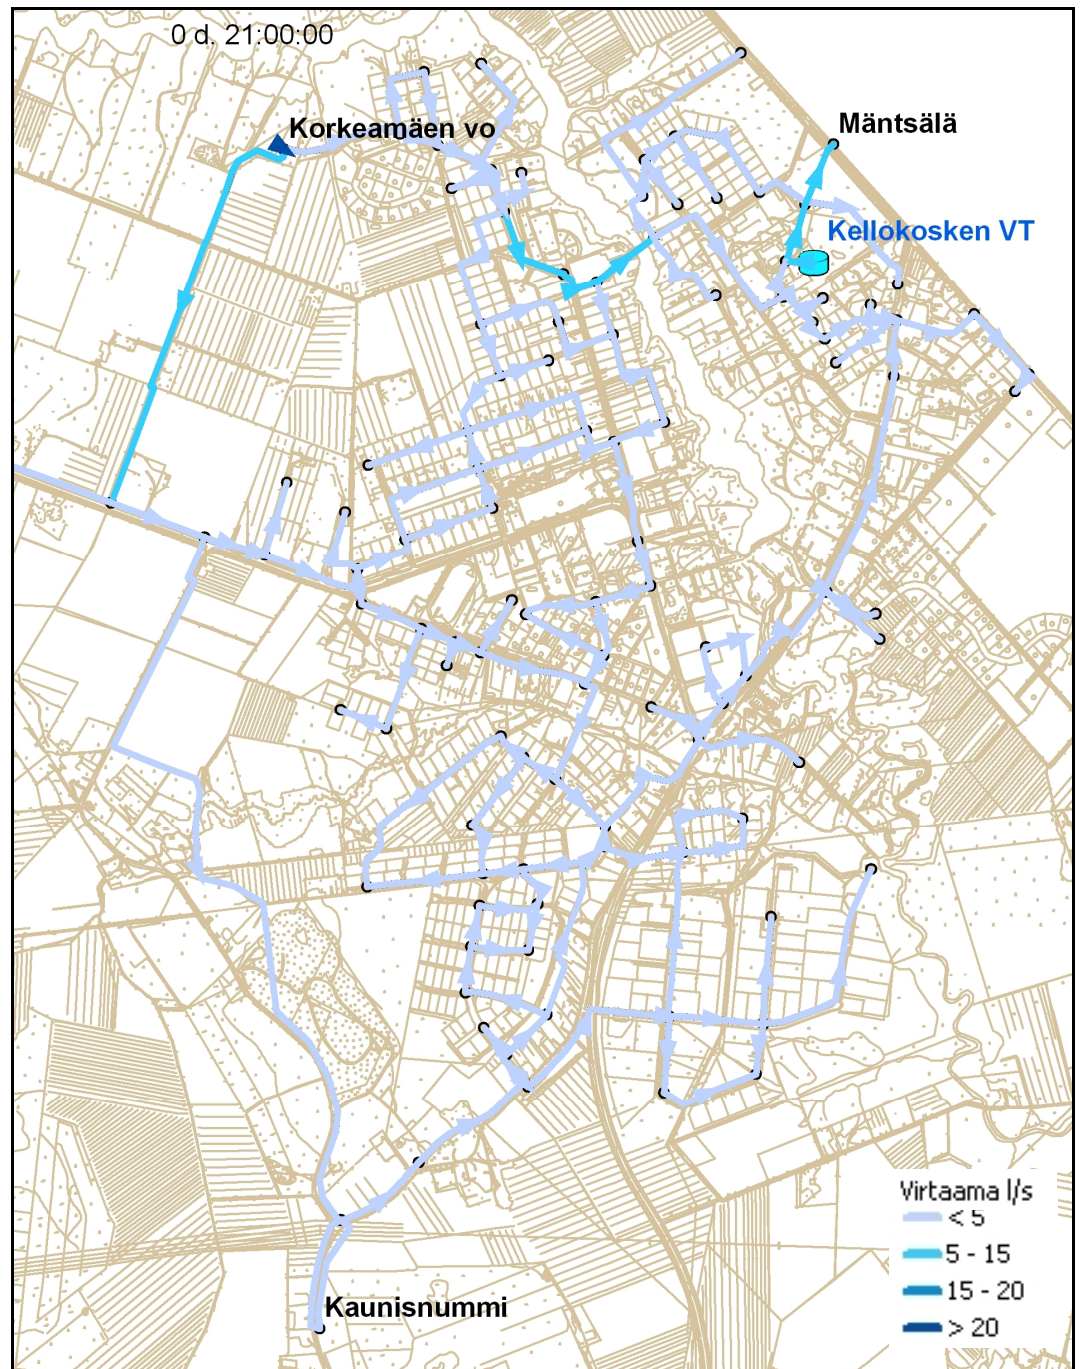 0 d. 21:00:00
Korkeamäen vo
Mäntsälä
Kellokosken VT
Virtaama l/s
< 5
5 - 15
15 - 20
> 20
Kaunisnummi